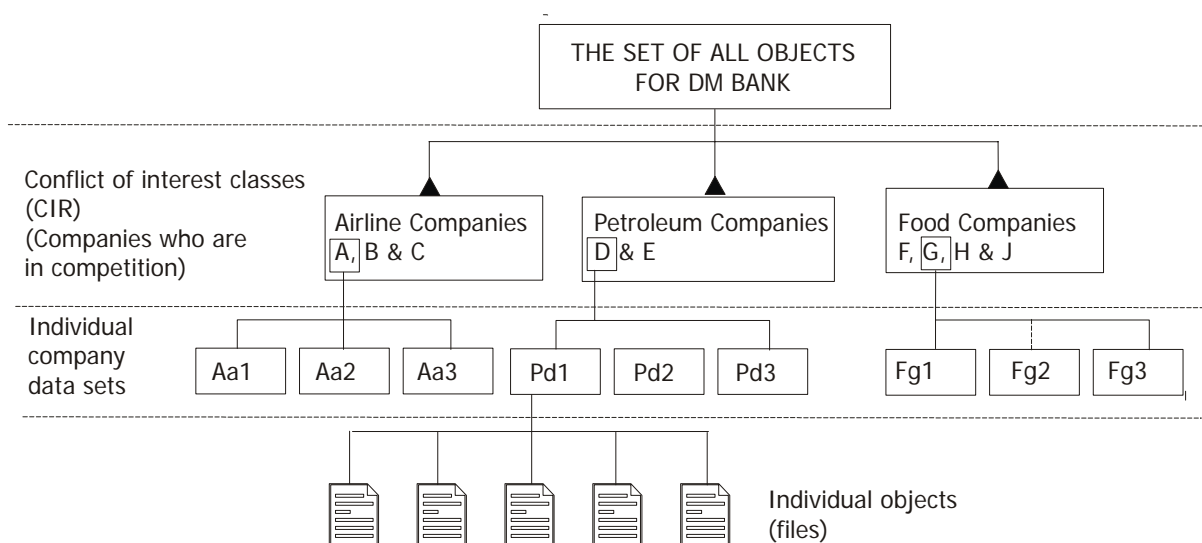 THE SET OF ALL OBJECTS
FOR DM BANK
Conflict of interest classes
(CIR)
(Companies who are
in competition)
Airline Companies
A, B & C
Petroleum Companies
D & E
Food Companies
F, G, H & J
Individual
company
data sets
Aa1
Aa2
Aa3
Pd1
Pd2
Pd3
Fg1
Fg2
Fg3
Individual objects
(files)